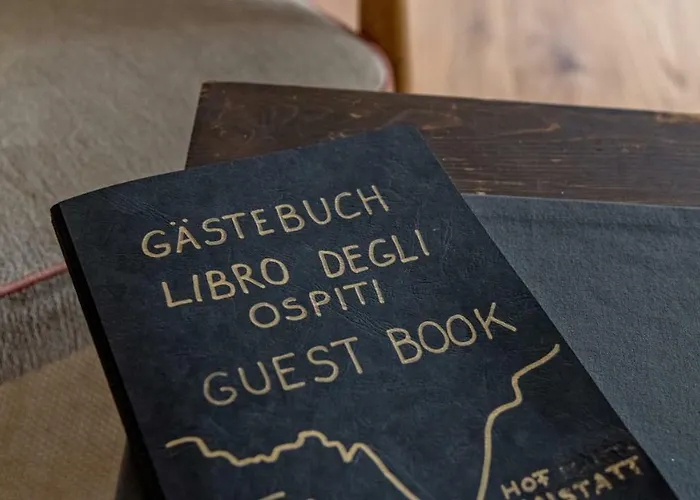 GÄSTEBUCH
LIBRO DEGLI
OSPITI
GUEST BOOK
HOF